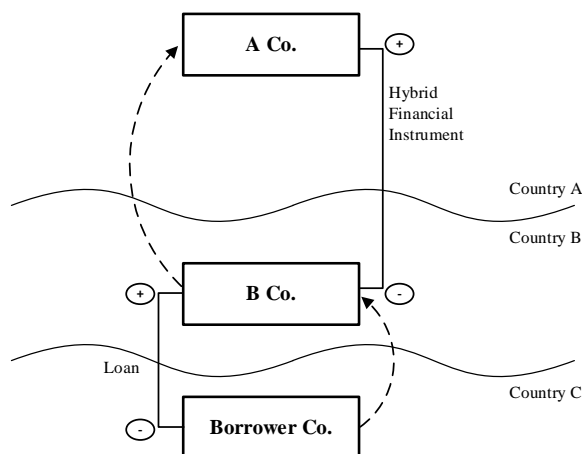 A Co.
+
Hybrid
Financial
Instrument
Country A
Country B
+
B Co.
-
Loan
Country C
-
Borrower Co.